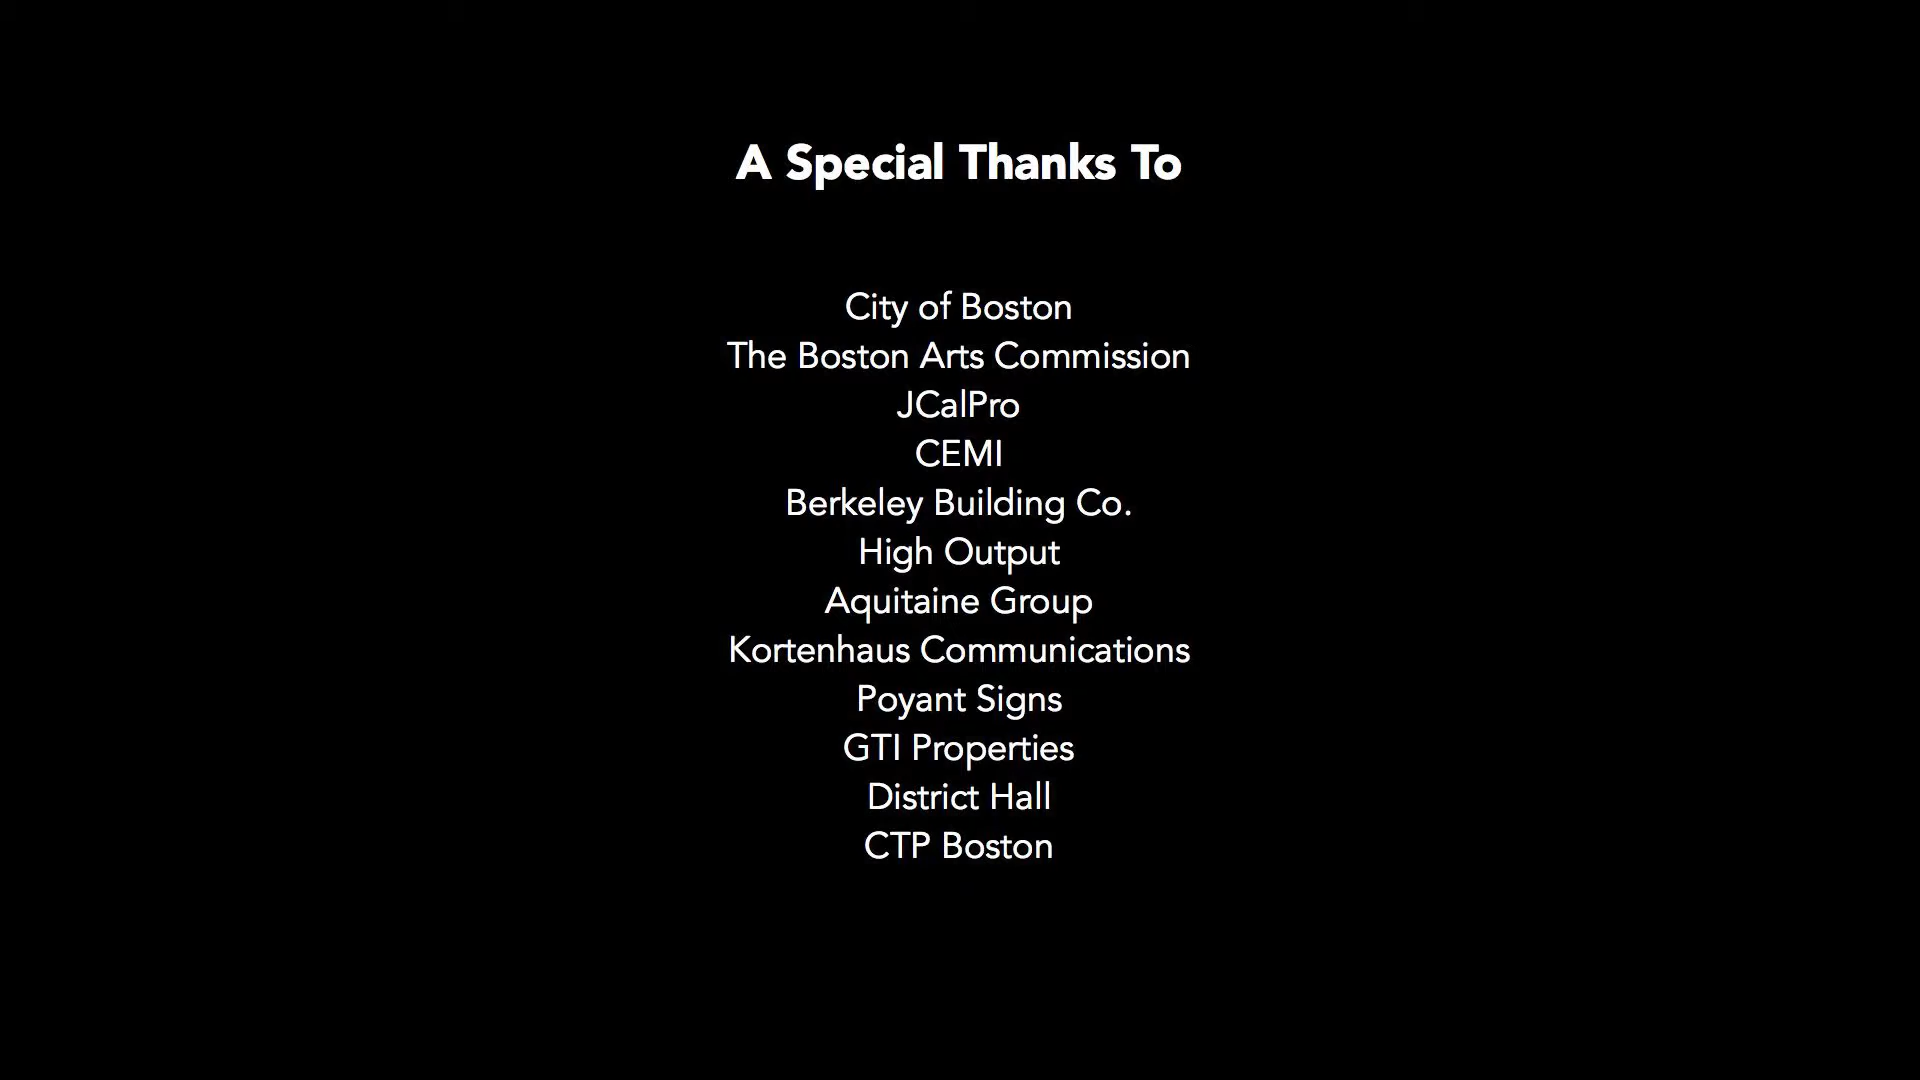 A Special Thanks To
City of Boston
The Boston Arts Commission
JCalPro
CEMI
Berkeley Building Co.
High Output
Aquitaine Group
Kortenhaus Communications
Poyant Signs
GTI Properties
District Hall
CTP Boston